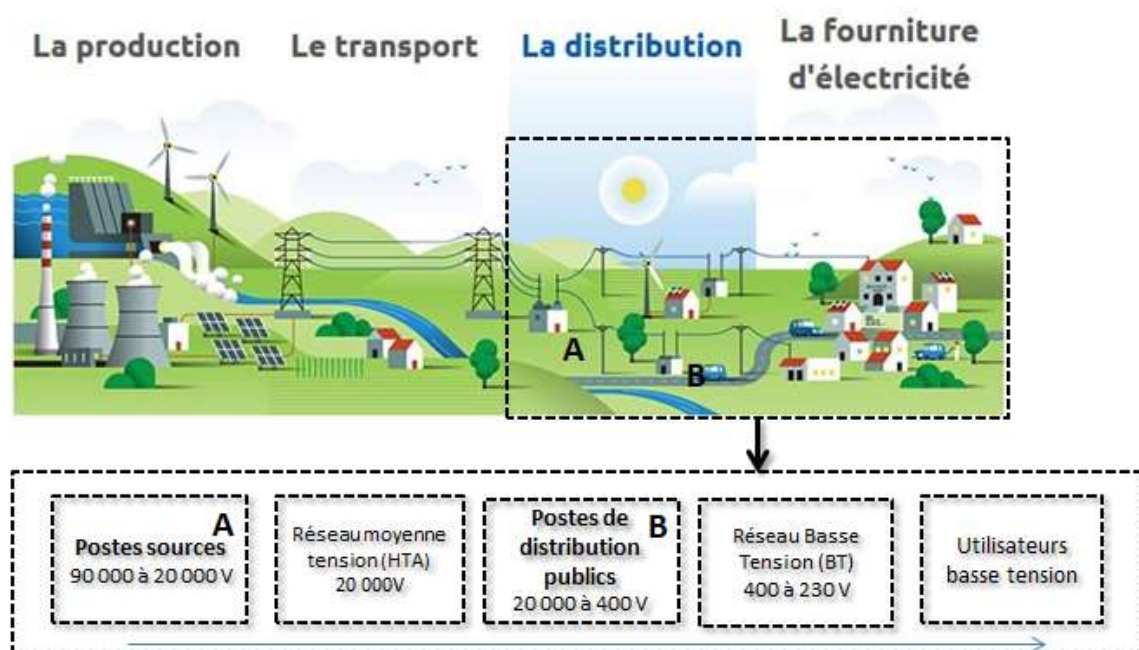 La production
Le transport
La distribution
La fourniture
d'électricité
A
B
A
Postes sources
90 000 à 20 000 V
Réseau moyenne
tension (HTA)
20 000V
B
Postes de
distribution
publics
20 000 à 400 V
Réseau Basse
Tension (BT)
400 à 230 V
Utilisateurs
basse tension